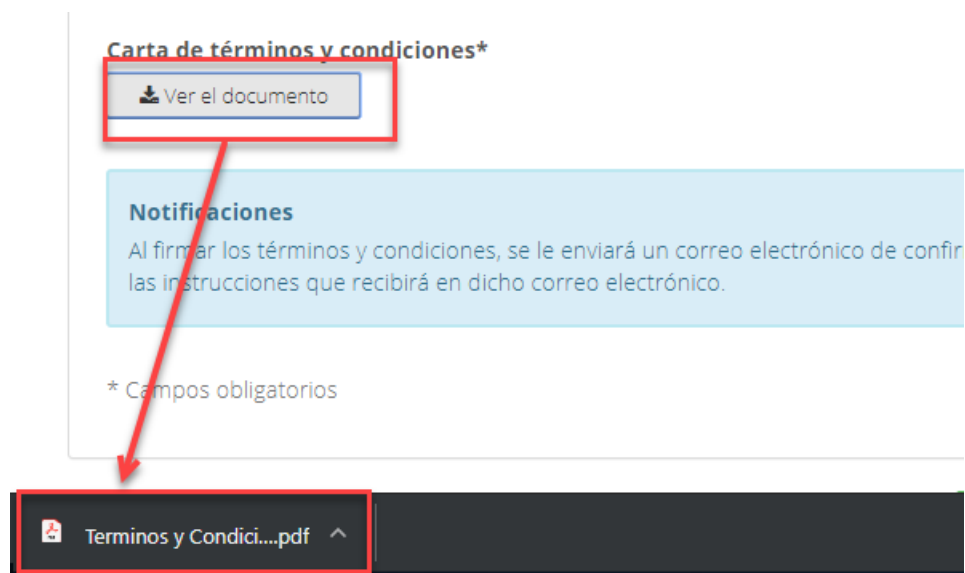 Carta de términos y condiciones*
Ver el documento
Notificaciones
Al firmar los términos y condiciones, se le enviará un correo electrónico de confir
las instrucciones que recibirá en dicho correo electrónico.
* Campos obligatorios
Terminos y Condici....pdf